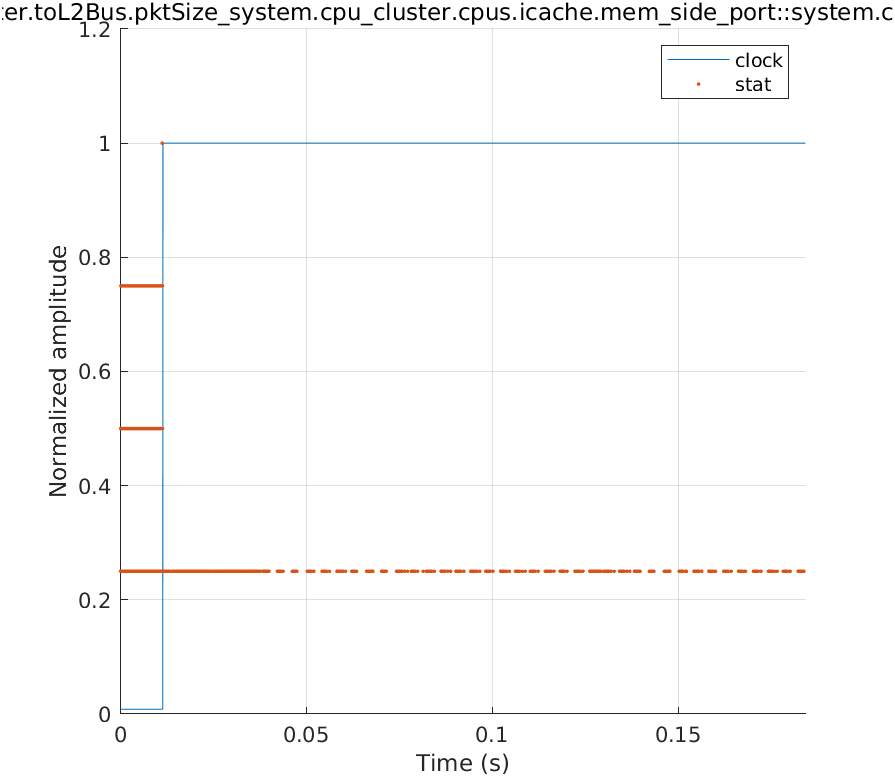 :er.toL2Bus.pktSize_system.cpu_cluster.cpus.icache.mem_side_port::system.c
1.2
clock
stat
1
0.8
0.6
0.4
0.2
0
Normalized amplitude
0
0.05
0.1
0.15
Time (s)